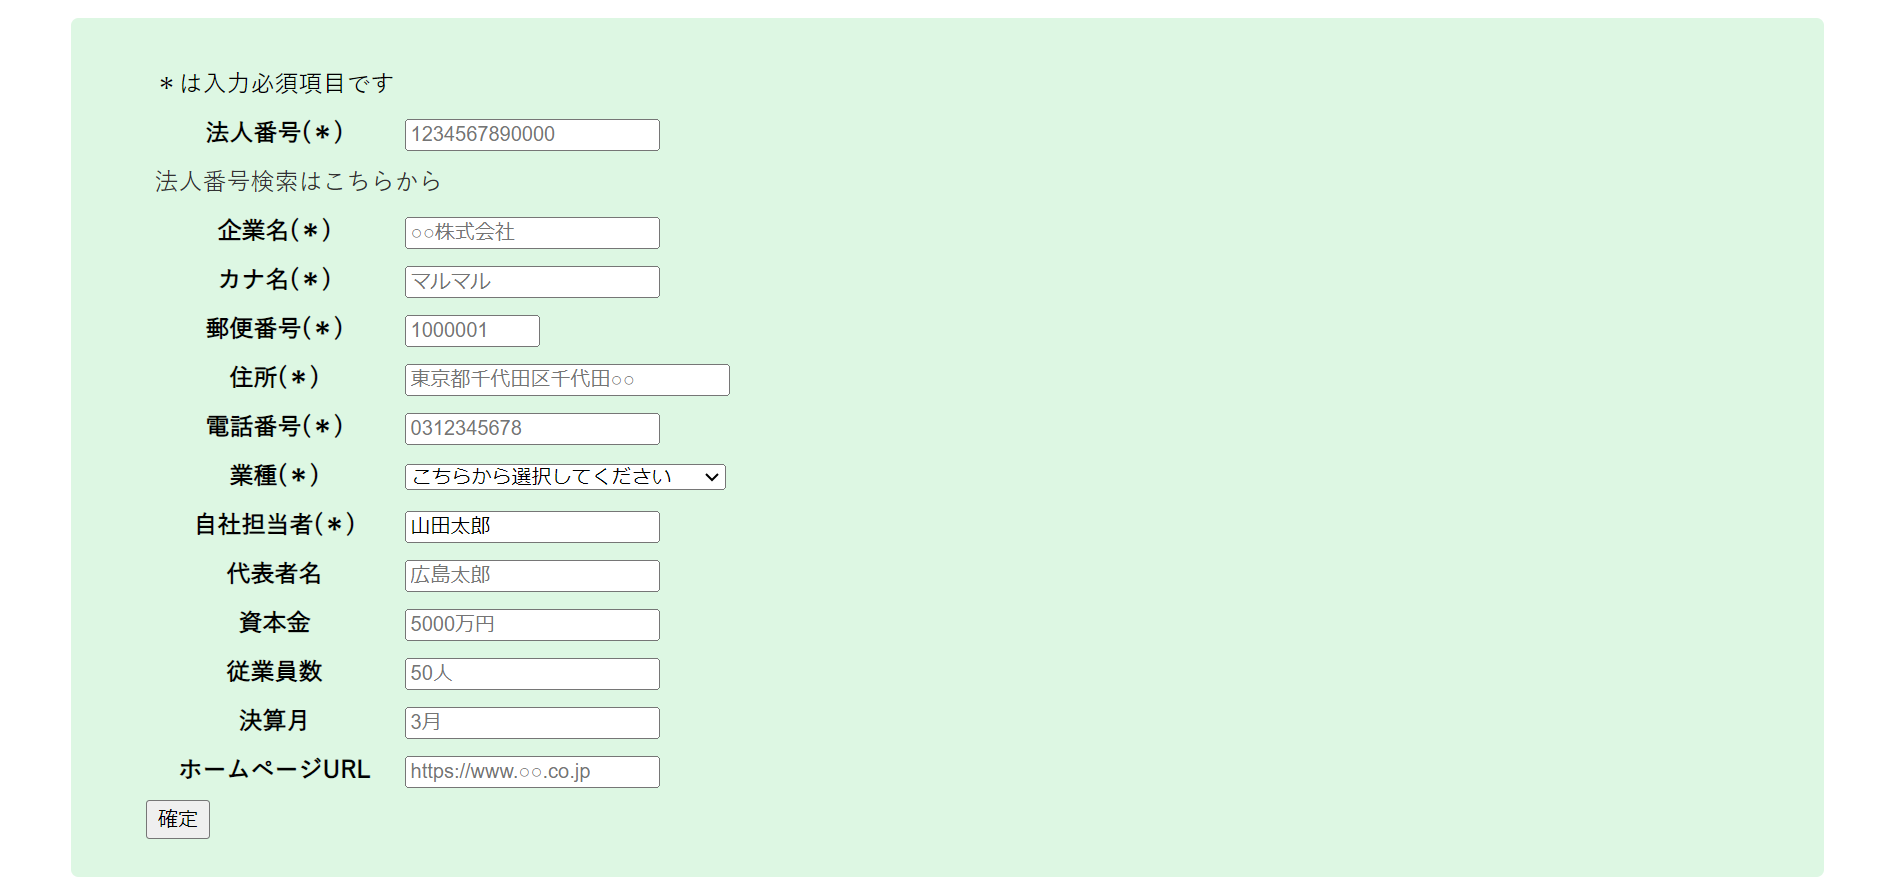 ＊は入力必須項目です
法人番号(＊) 1234567890000
法人番号検索はこちらから
企業名(＊) ○○株式会社
カナ名(＊) マルマル
郵便番号(＊) 1000001
住所(＊) 東京都千代田区千代田○○
電話番号(＊) 0312345678
業種(＊) こちらから選択してください
自社担当者(＊) 山田太郎
代表者名 広島太郎
資本金 5000万円
従業員数 50人
決算月 3月
ホームページURL https://www.○○.co.jp
確定